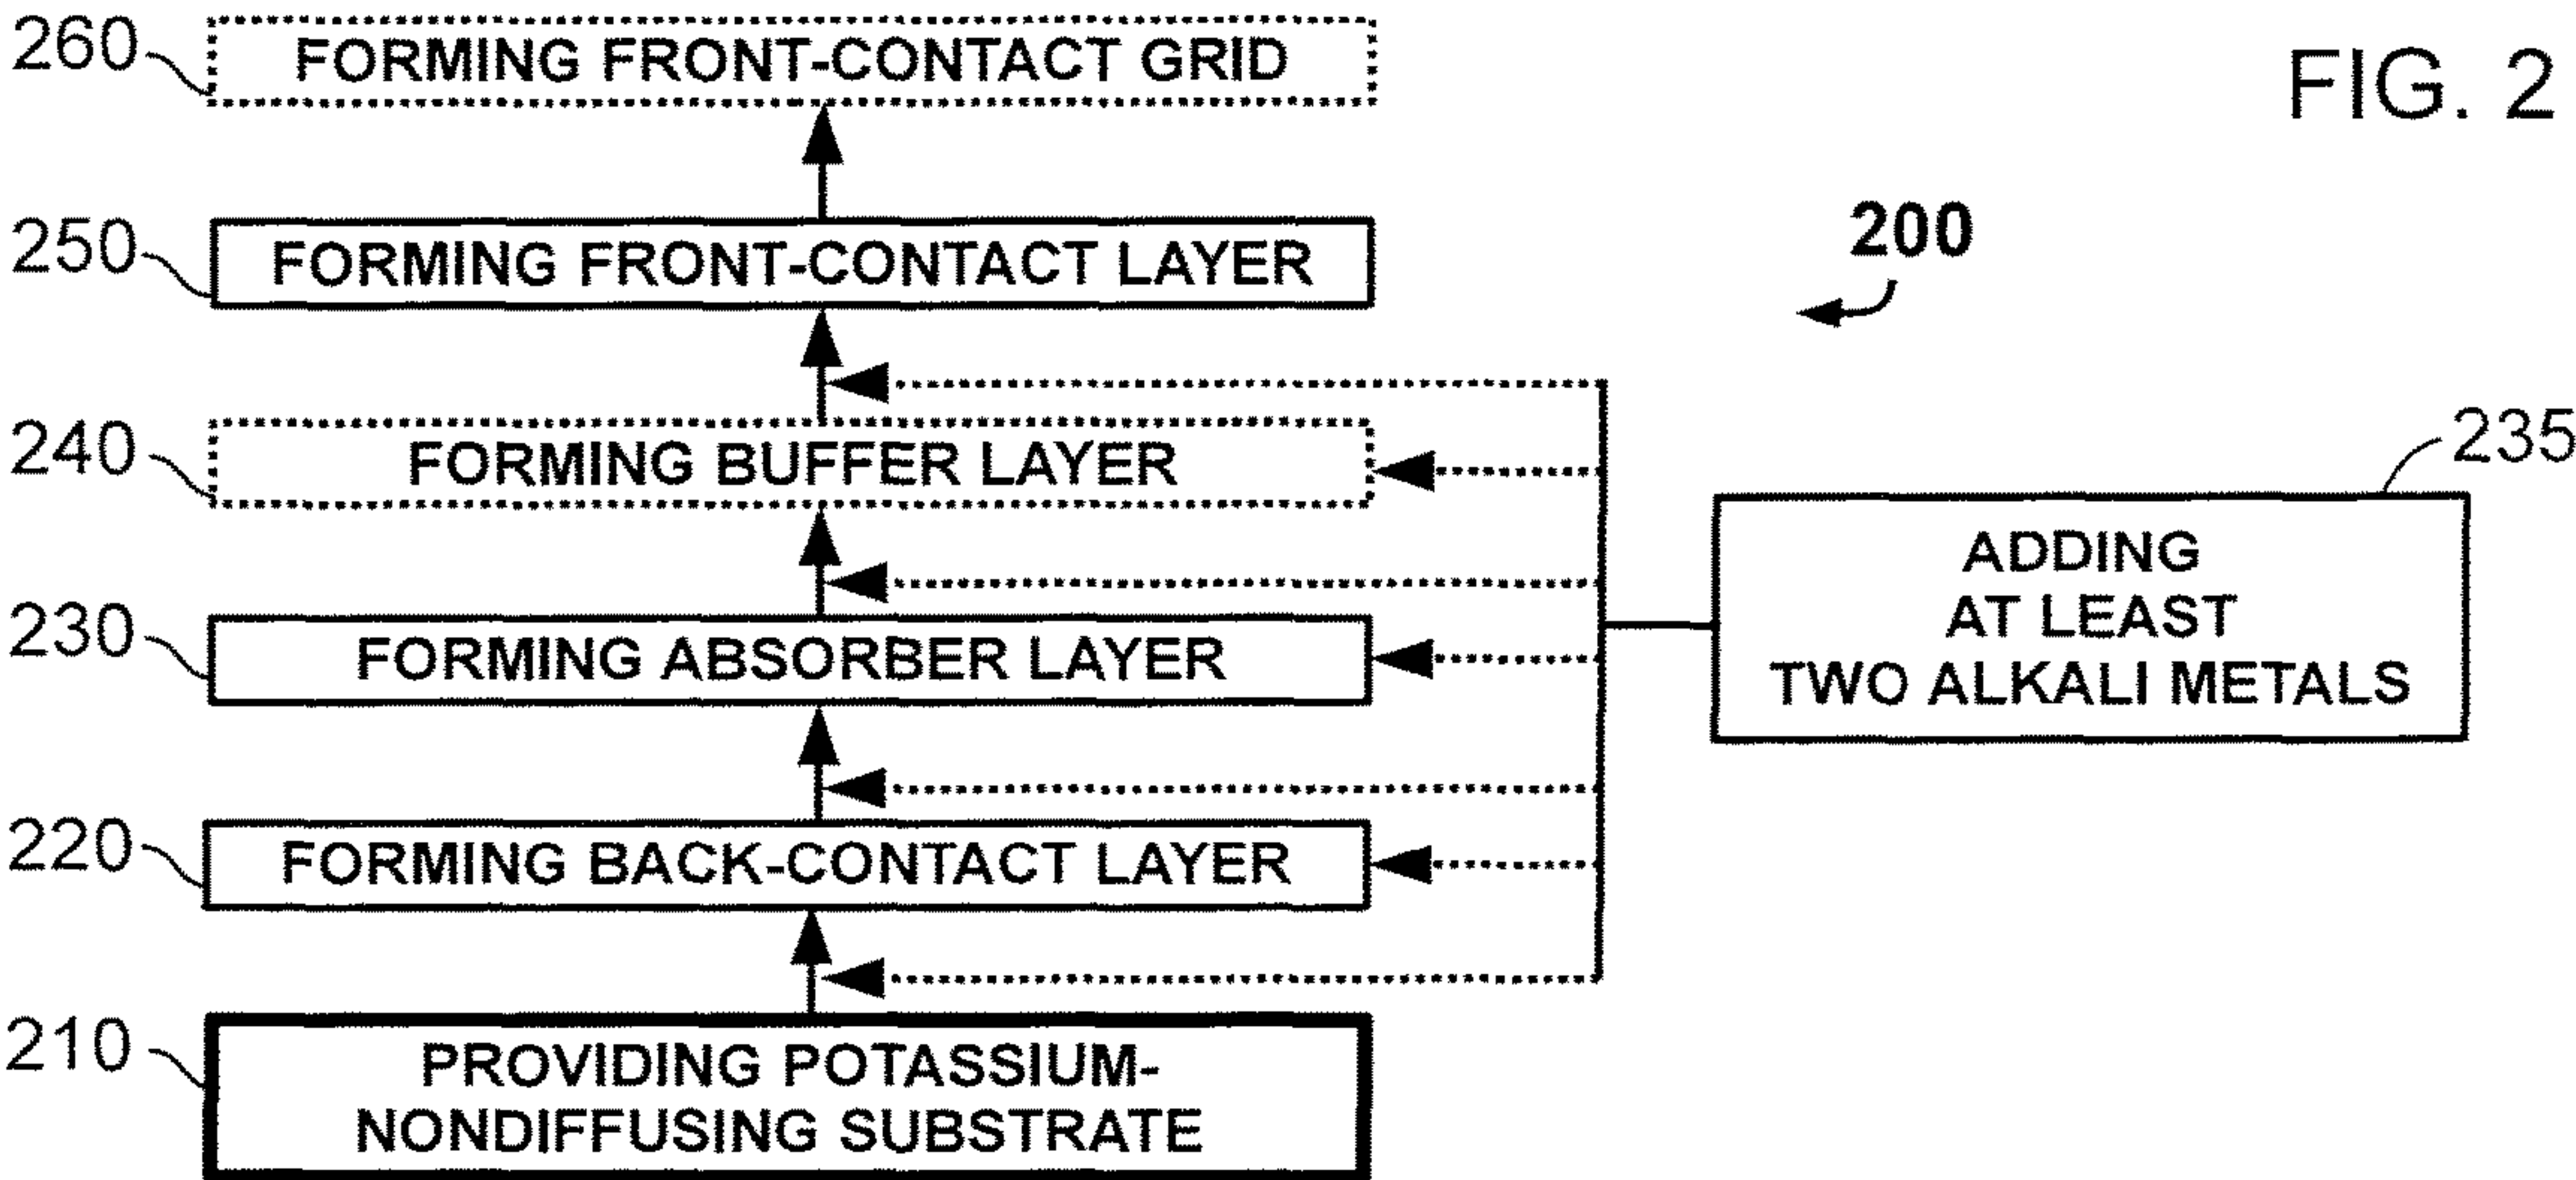 260
FORMING FRONT-CONTACT GRID
FIG. 2
250
FORMING FRONT-CONTACT LAYER
200
240
FORMING BUFFER LAYER
235
ADDING
AT LEAST
TWO ALKALI METALS
230
FORMING ABSORBER LAYER
220
FORMING BACK-CONTACT LAYER
210
PROVIDING POTASSIUM-
NONDIFFUSING SUBSTRATE